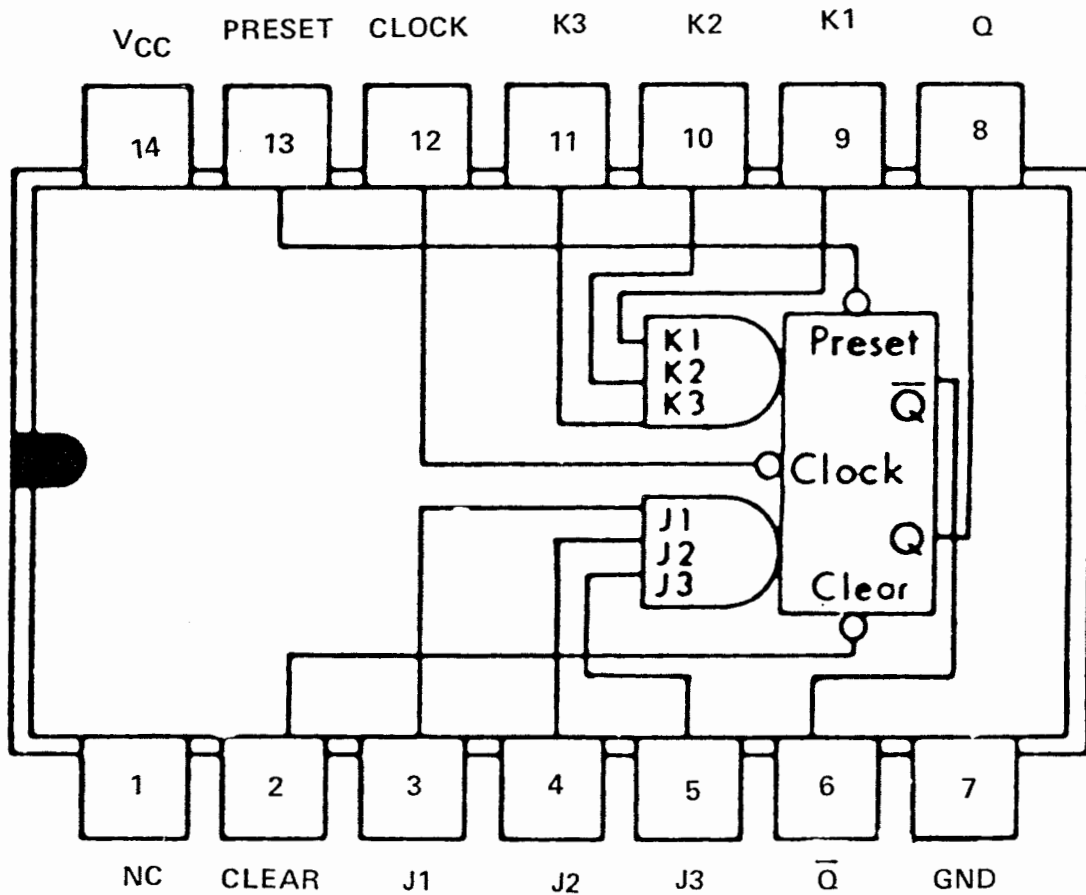 VCC PRESET CLOCK K3 K2 K1 Q
14 13 12 11 10 9 8
K1
K2
K3
Preset
Q̅
Clock
J1
J2
J3
Q
Clear
1 2 3 4 5 6 7
NC CLEAR J1 J2 J3 Q̅ GND